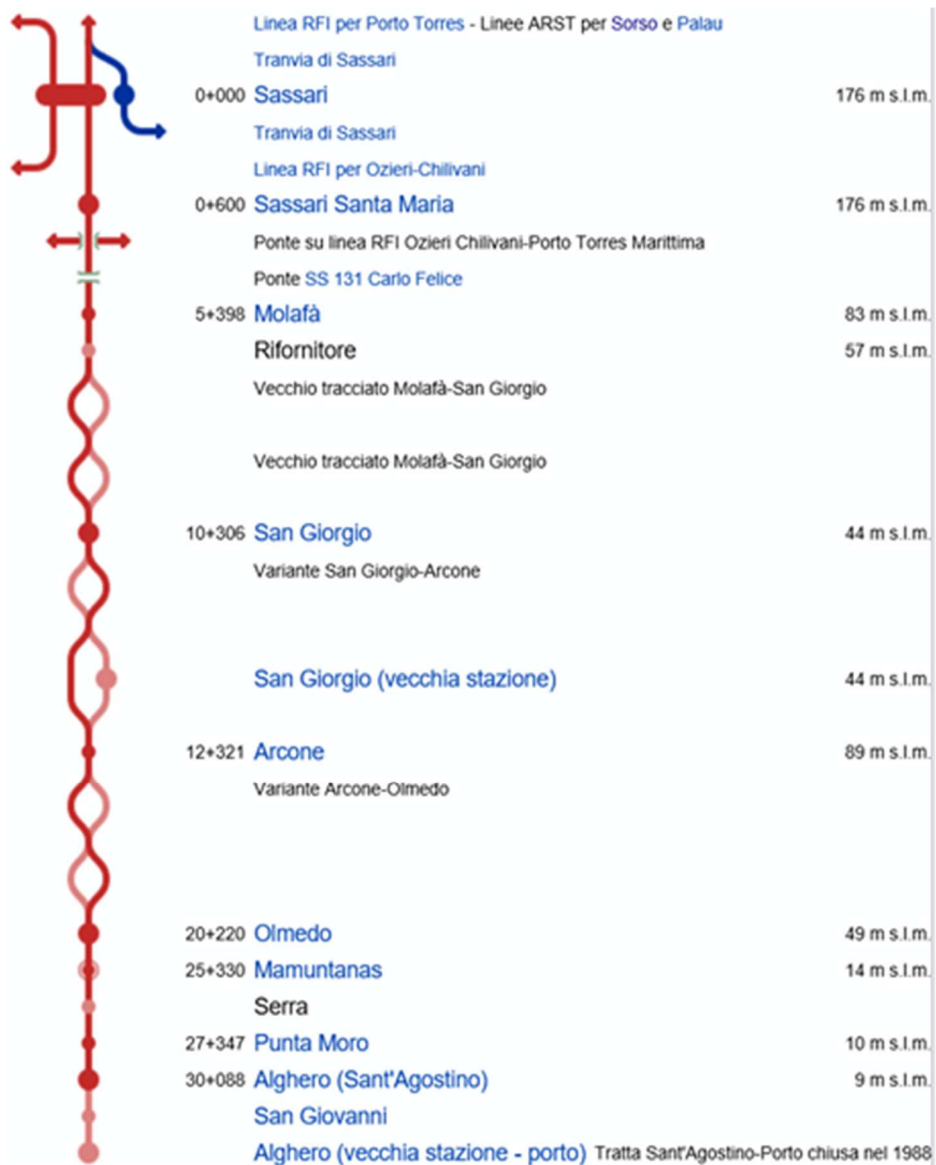 Linea RFI per Porto Torres - Linee ARST per Sorso e Palau
Tranvia di Sassari
0+000 Sassari 176 m s.l.m.
Tranvia di Sassari
Linea RFI per Ozieri-Chilivani
0+600 Sassari Santa Maria 176 m s.l.m.
Ponte su linea RFI Ozieri Chilivani-Porto Torres Marittima
Ponte SS 131 Carlo Felice
5+398 Molafà 83 m s.l.m.
Rifornitore 57 m s.l.m.
Vecchio tracciato Molafà-San Giorgio
Vecchio tracciato Molafà-San Giorgio
10+306 San Giorgio 44 m s.l.m.
Variante San Giorgio-Arcone
San Giorgio (vecchia stazione) 44 m s.l.m.
12+321 Arcone 89 m s.l.m.
Variante Arcone-Olmedo
20+220 Olmedo 49 m s.l.m.
25+330 Mamuntanas 14 m s.l.m.
Serra
27+347 Punta Moro 10 m s.l.m.
30+088 Alghero (Sant'Agostino) 9 m s.l.m.
San Giovanni
Alghero (vecchia stazione - porto) Tratta Sant'Agostino-Porto chiusa nel 1988